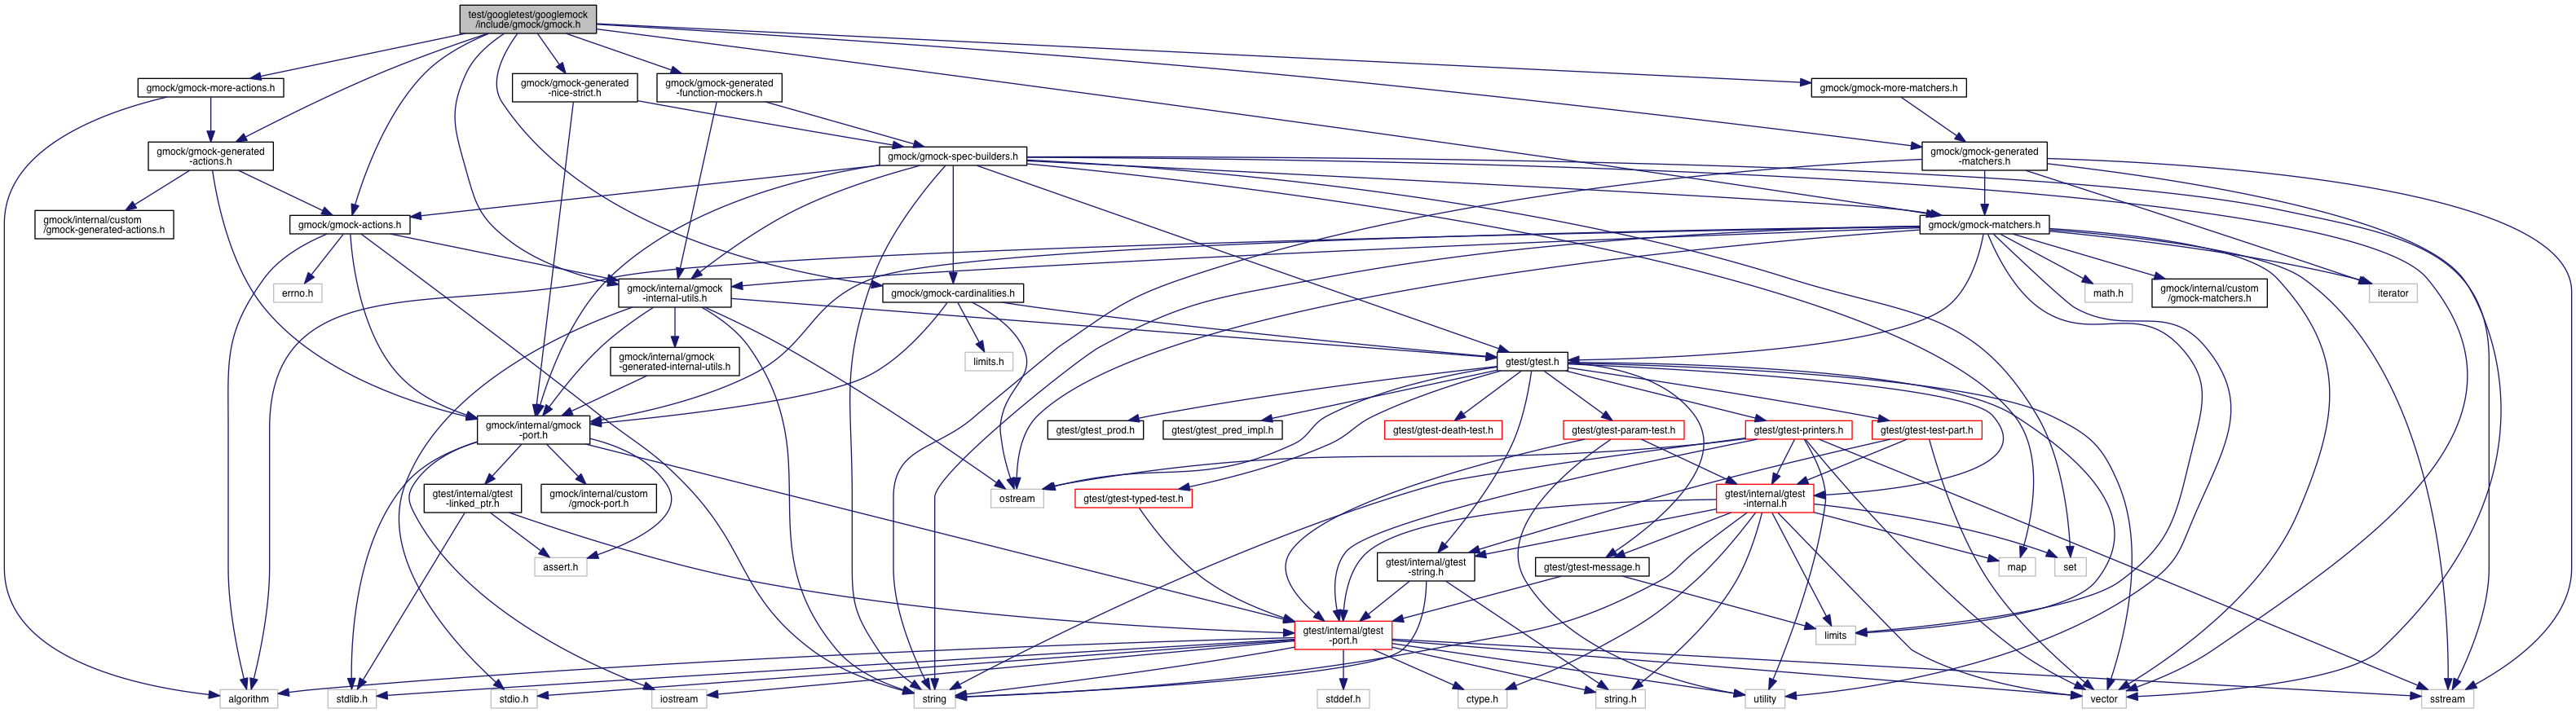 test/googletest/googlemock
/include/gmock/gmock.h
gmock/gmock-more-actions.h
gmock/gmock-generated
-nice-strict.h
gmock/gmock-generated
-function-mockers.h
gmock/gmock-more-matchers.h
gmock/gmock-generated
-actions.h
gmock/gmock-spec-builders.h
gmock/gmock-generated
-matchers.h
gmock/internal/custom
/gmock-generated-actions.h
gmock/gmock-actions.h
gmock/gmock-matchers.h
errno.h
gmock/internal/gmock
-internal-utils.h
gmock/gmock-cardinalities.h
math.h
gmock/internal/custom
/gmock-matchers.h
iterator
gmock/internal/gmock
-generated-internal-utils.h
limits.h
gtest/gtest.h
gmock/internal/gmock
-port.h
gtest/gtest_prod.h
gtest/gtest_pred_impl.h
gtest/gtest-death-test.h
gtest/gtest-param-test.h
gtest/gtest-printers.h
gtest/gtest-test-part.h
gtest/internal/gtest
-linked_ptr.h
gmock/internal/custom
/gmock-port.h
ostream
gtest/gtest-typed-test.h
gtest/internal/gtest
-internal.h
assert.h
gtest/internal/gtest
-string.h
gtest/gtest-message.h
map
set
gtest/internal/gtest
-port.h
limits
algorithm
stdlib.h
stdio.h
iostream
string
stddef.h
ctype.h
string.h
utility
vector
sstream